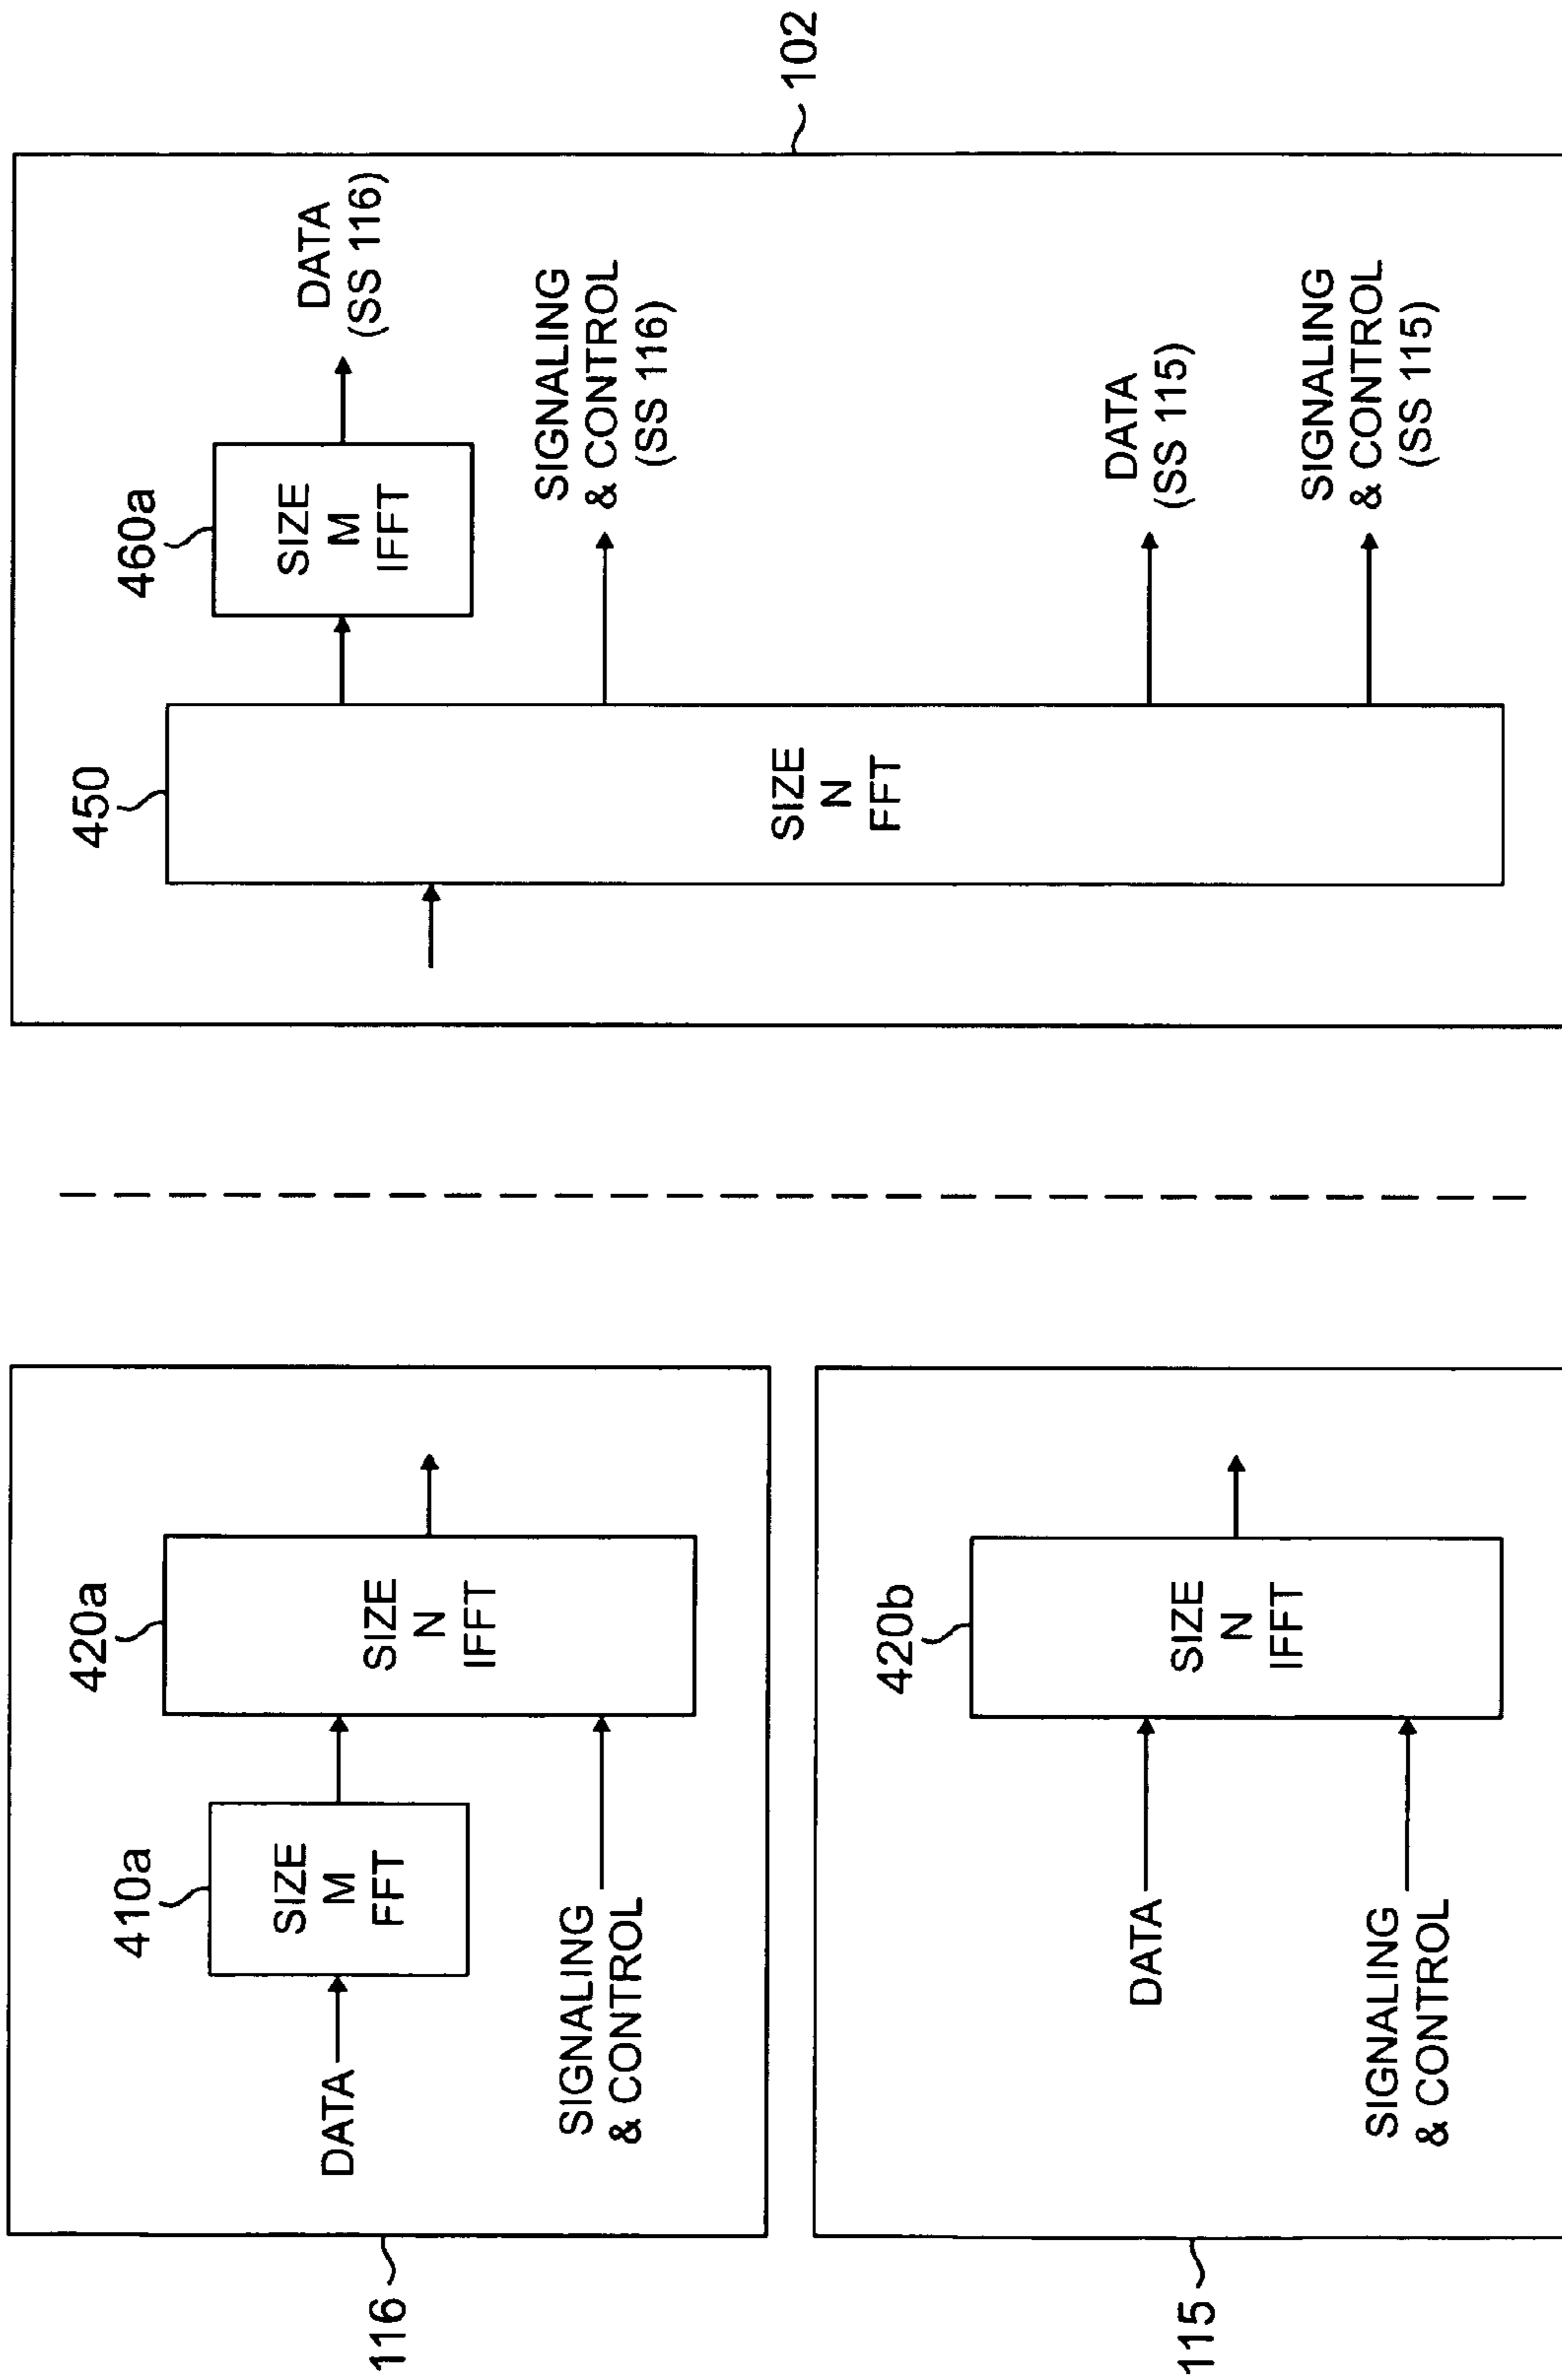 116
DATA
410a
SIZE
M
FFT
SIGNALING
& CONTROL
420a
SIZE
N
IFFT
115
DATA
SIGNALING
& CONTROL
420b
SIZE
N
IFFT
450
SIZE
N
FFT
460a
SIZE
M
IFFT
DATA
(SS 116)
SIGNALING
& CONTROL
(SS 116)
DATA
(SS 115)
SIGNALING
& CONTROL
(SS 115)
102